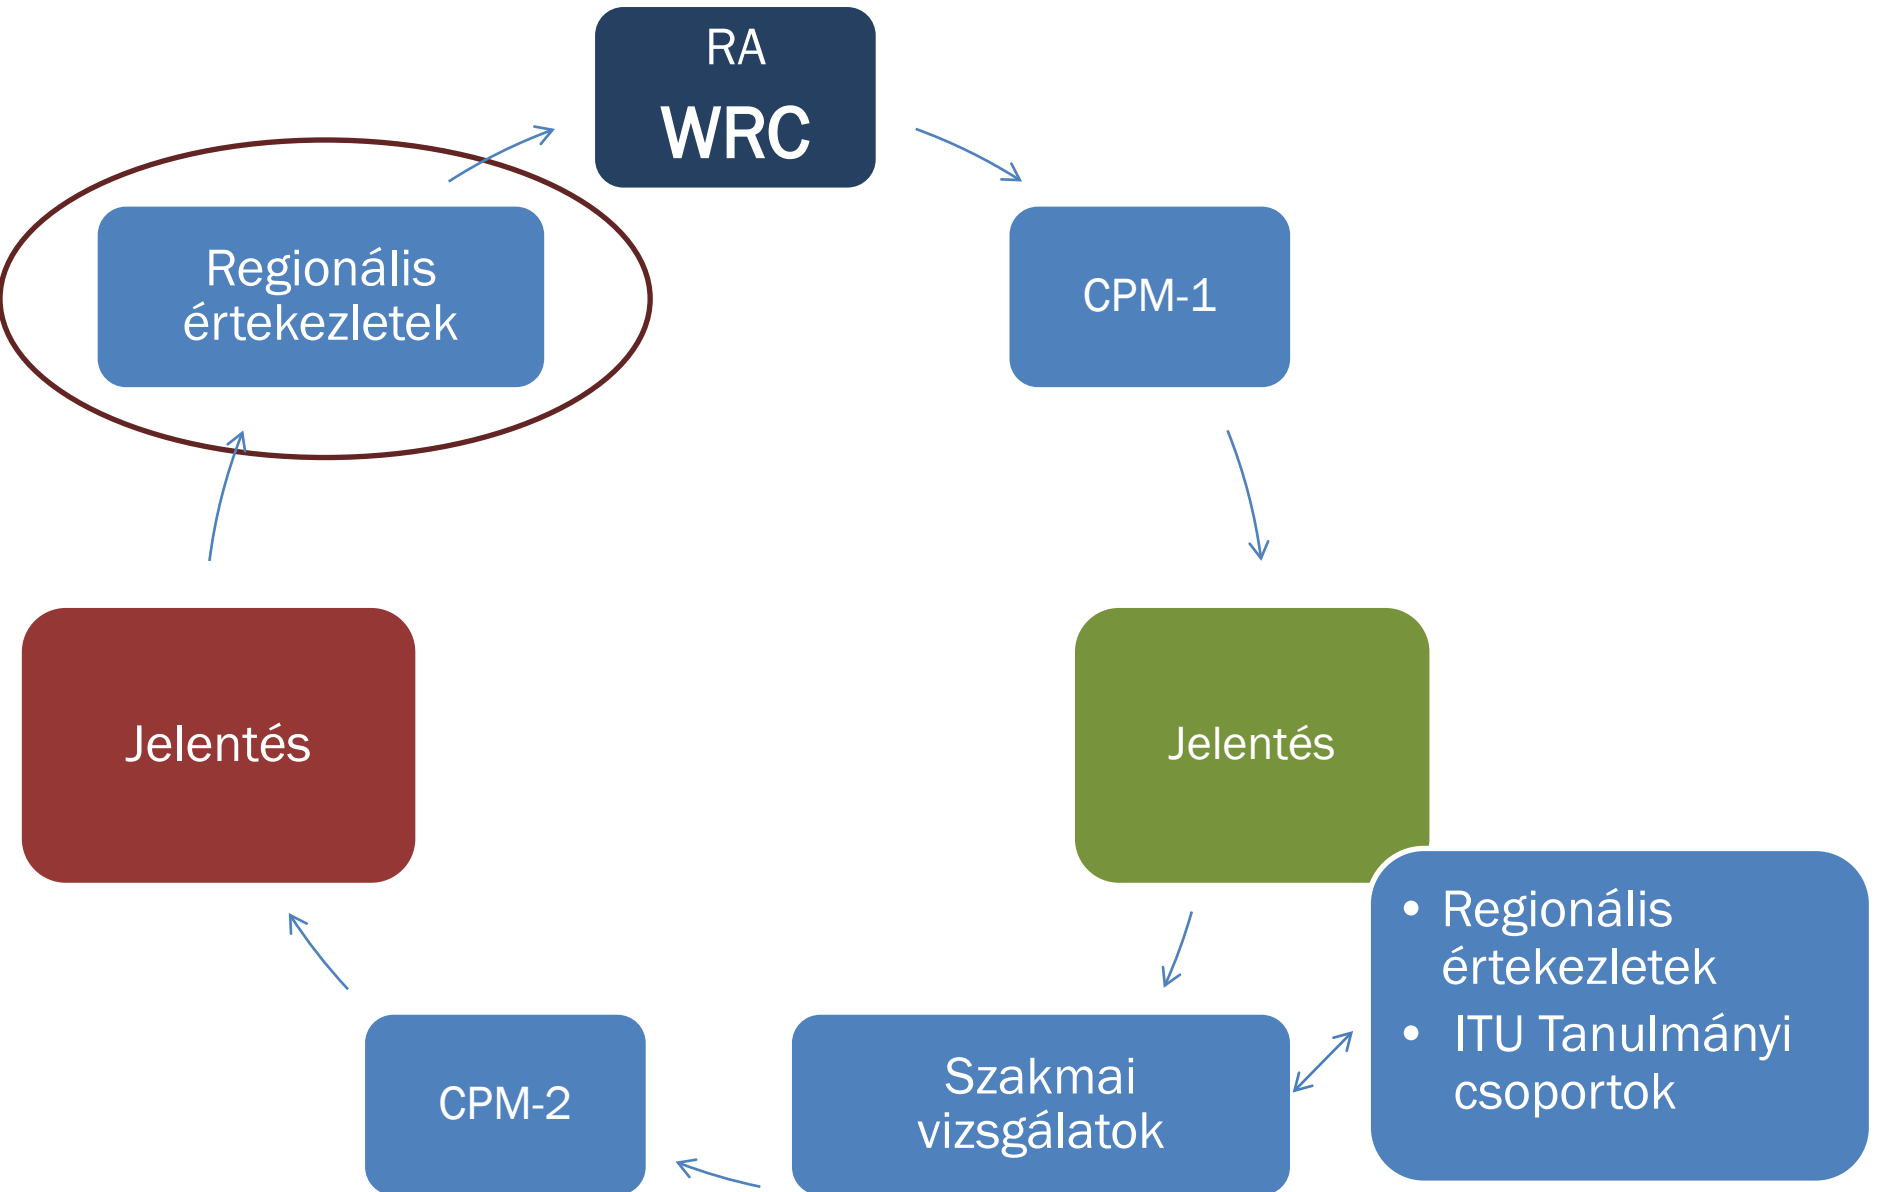 RA
WRC
Regionális
értekezletek
CPM-1
Jelentés
Jelentés
• Regionális
értekezletek
• ITU Tanulmányi
csoportok
Szakmai
vizsgálatok
CPM-2